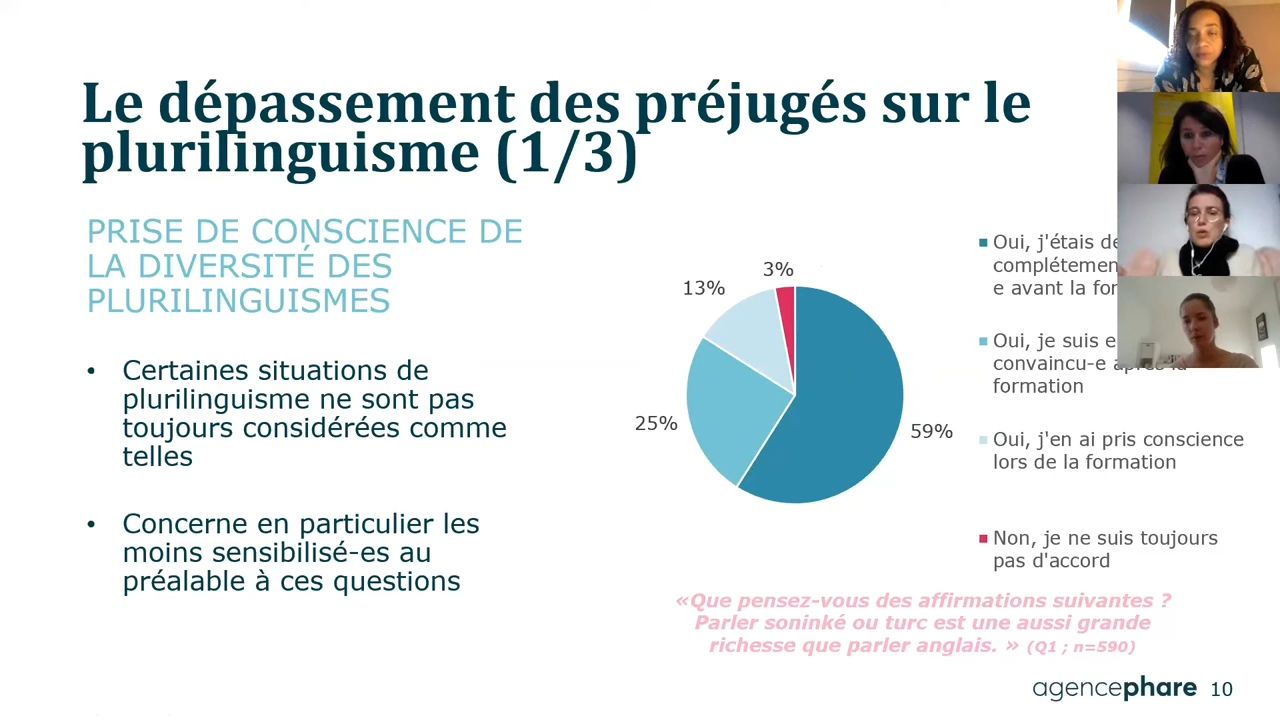 Le dépassement des préjugés sur le
plurilinguisme (1/3)
PRISE DE CONSCIENCE DE
LA DIVERSITÉ DES
PLURILINGUISMES
• Certaines situations de
plurilinguisme ne sont pas
toujours considérées comme
telles
• Concerne en particulier les
moins sensibilisé-es au
préalable à ces questions
3%
13%
25%
59%
Oui, j'étais
e avant la
Oui, je suis
convaincu-e
formation
Oui, j'en ai pris conscience
lors de la formation
Non, je ne suis toujours
pas d'accord
«Que pensez-vous des affirmations suivantes ?
Parler soninké ou turc est une aussi grande
richesse que parler anglais. » (Q1 ; n=590)
agencephare 10